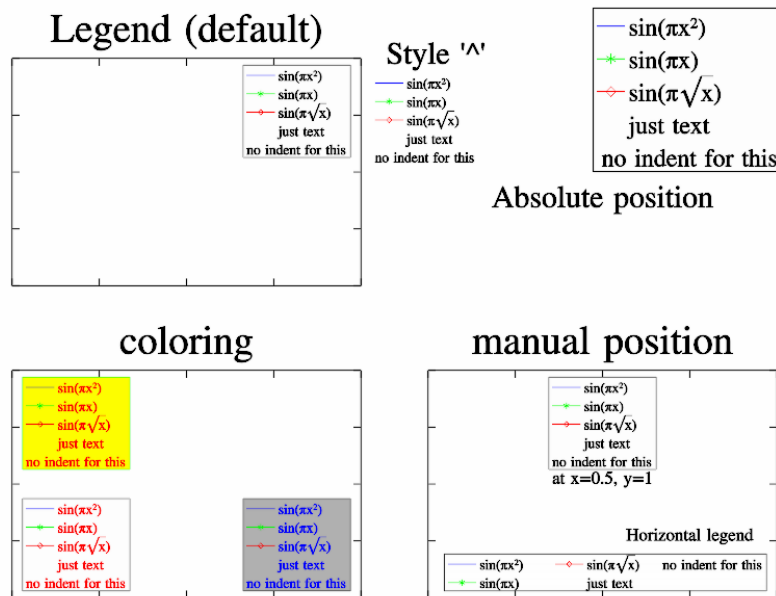 Legend (default)
sin(πx²)
sin(πx)
sin(π√x)
just text
no indent for this
Style '^'
sin(πx²)
sin(πx)
sin(π√x)
just text
no indent for this
sin(πx²)
sin(πx)
sin(π√x)
just text
no indent for this
Absolute position
coloring
sin(πx²)
sin(πx)
sin(π√x)
just text
no indent for this
sin(πx²)
sin(πx)
sin(π√x)
just text
no indent for this
sin(πx²)
sin(πx)
sin(π√x)
just text
no indent for this
manual position
sin(πx²)
sin(πx)
sin(π√x)
just text
no indent for this
at x=0.5, y=1
Horizontal legend
sin(πx²) sin(π√x) no indent for this
sin(πx) just text